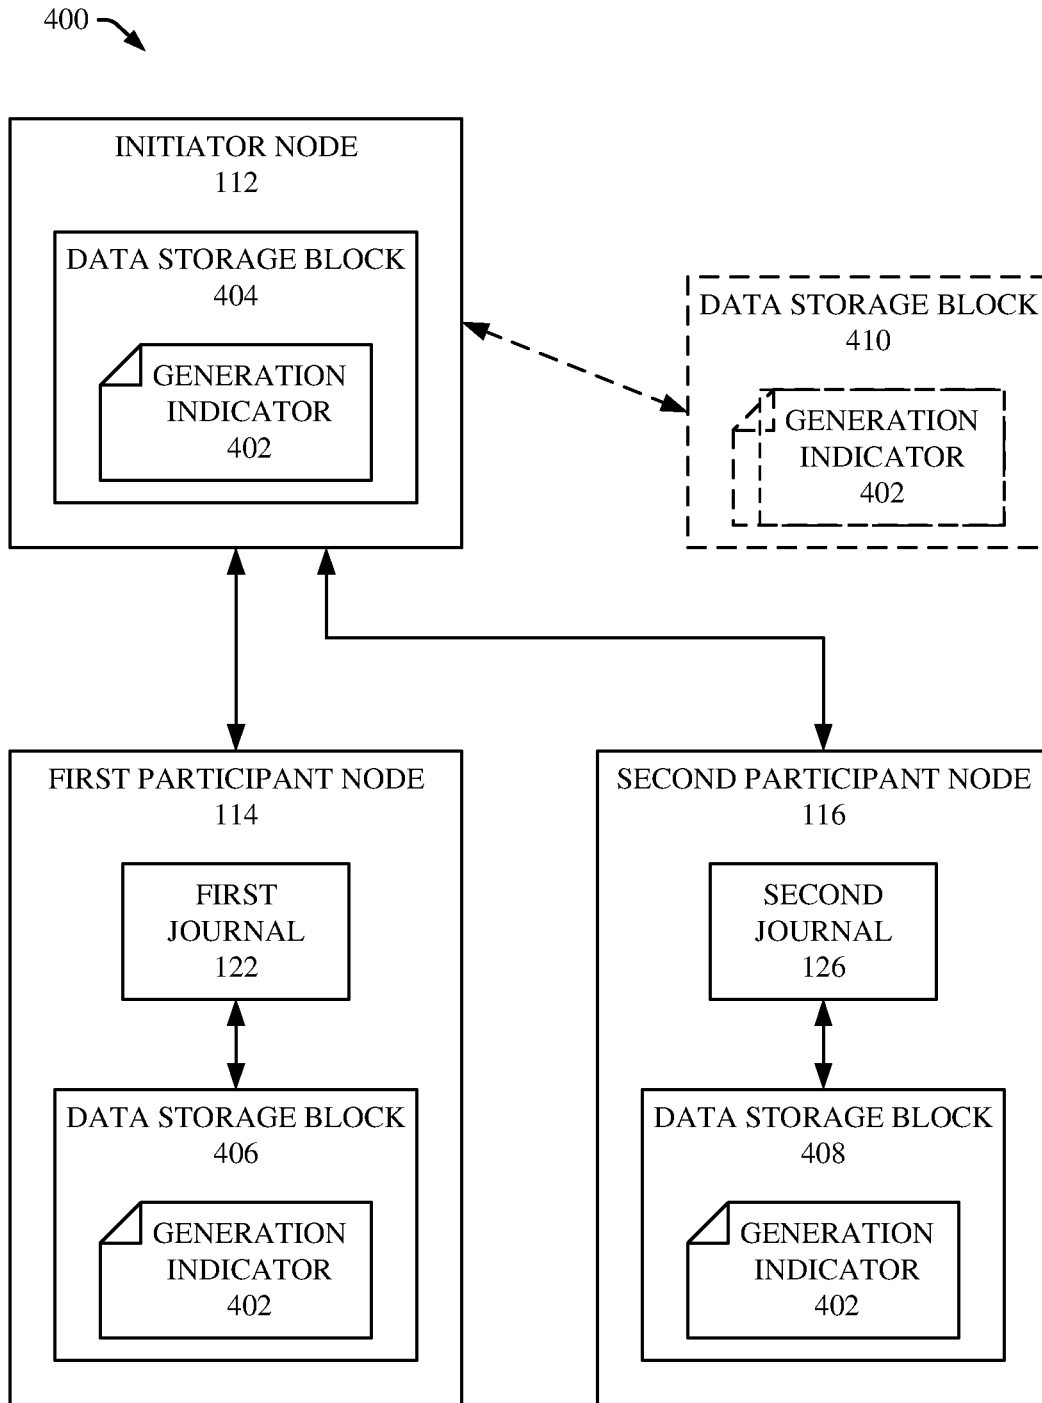 400
INITIATOR NODE
112
DATA STORAGE BLOCK
404
GENERATION
INDICATOR
402
DATA STORAGE BLOCK
410
GENERATION
INDICATOR
402
FIRST PARTICIPANT NODE
114
FIRST
JOURNAL
122
DATA STORAGE BLOCK
406
GENERATION
INDICATOR
402
SECOND PARTICIPANT NODE
116
SECOND
JOURNAL
126
DATA STORAGE BLOCK
408
GENERATION
INDICATOR
402